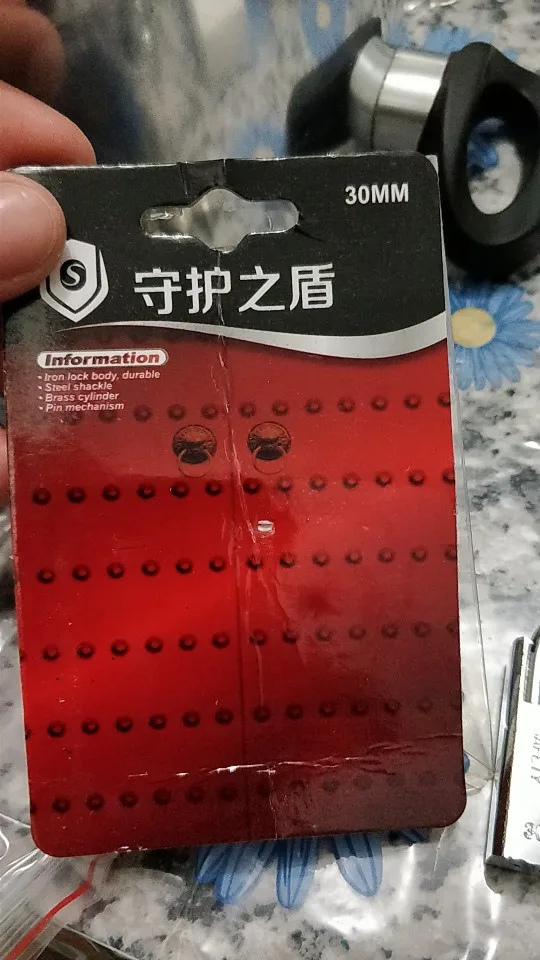 30MM
S
守护之盾
Information
• Iron lock body, durable
• Steel shackle
• Brass cylinder
• Pin mechanism